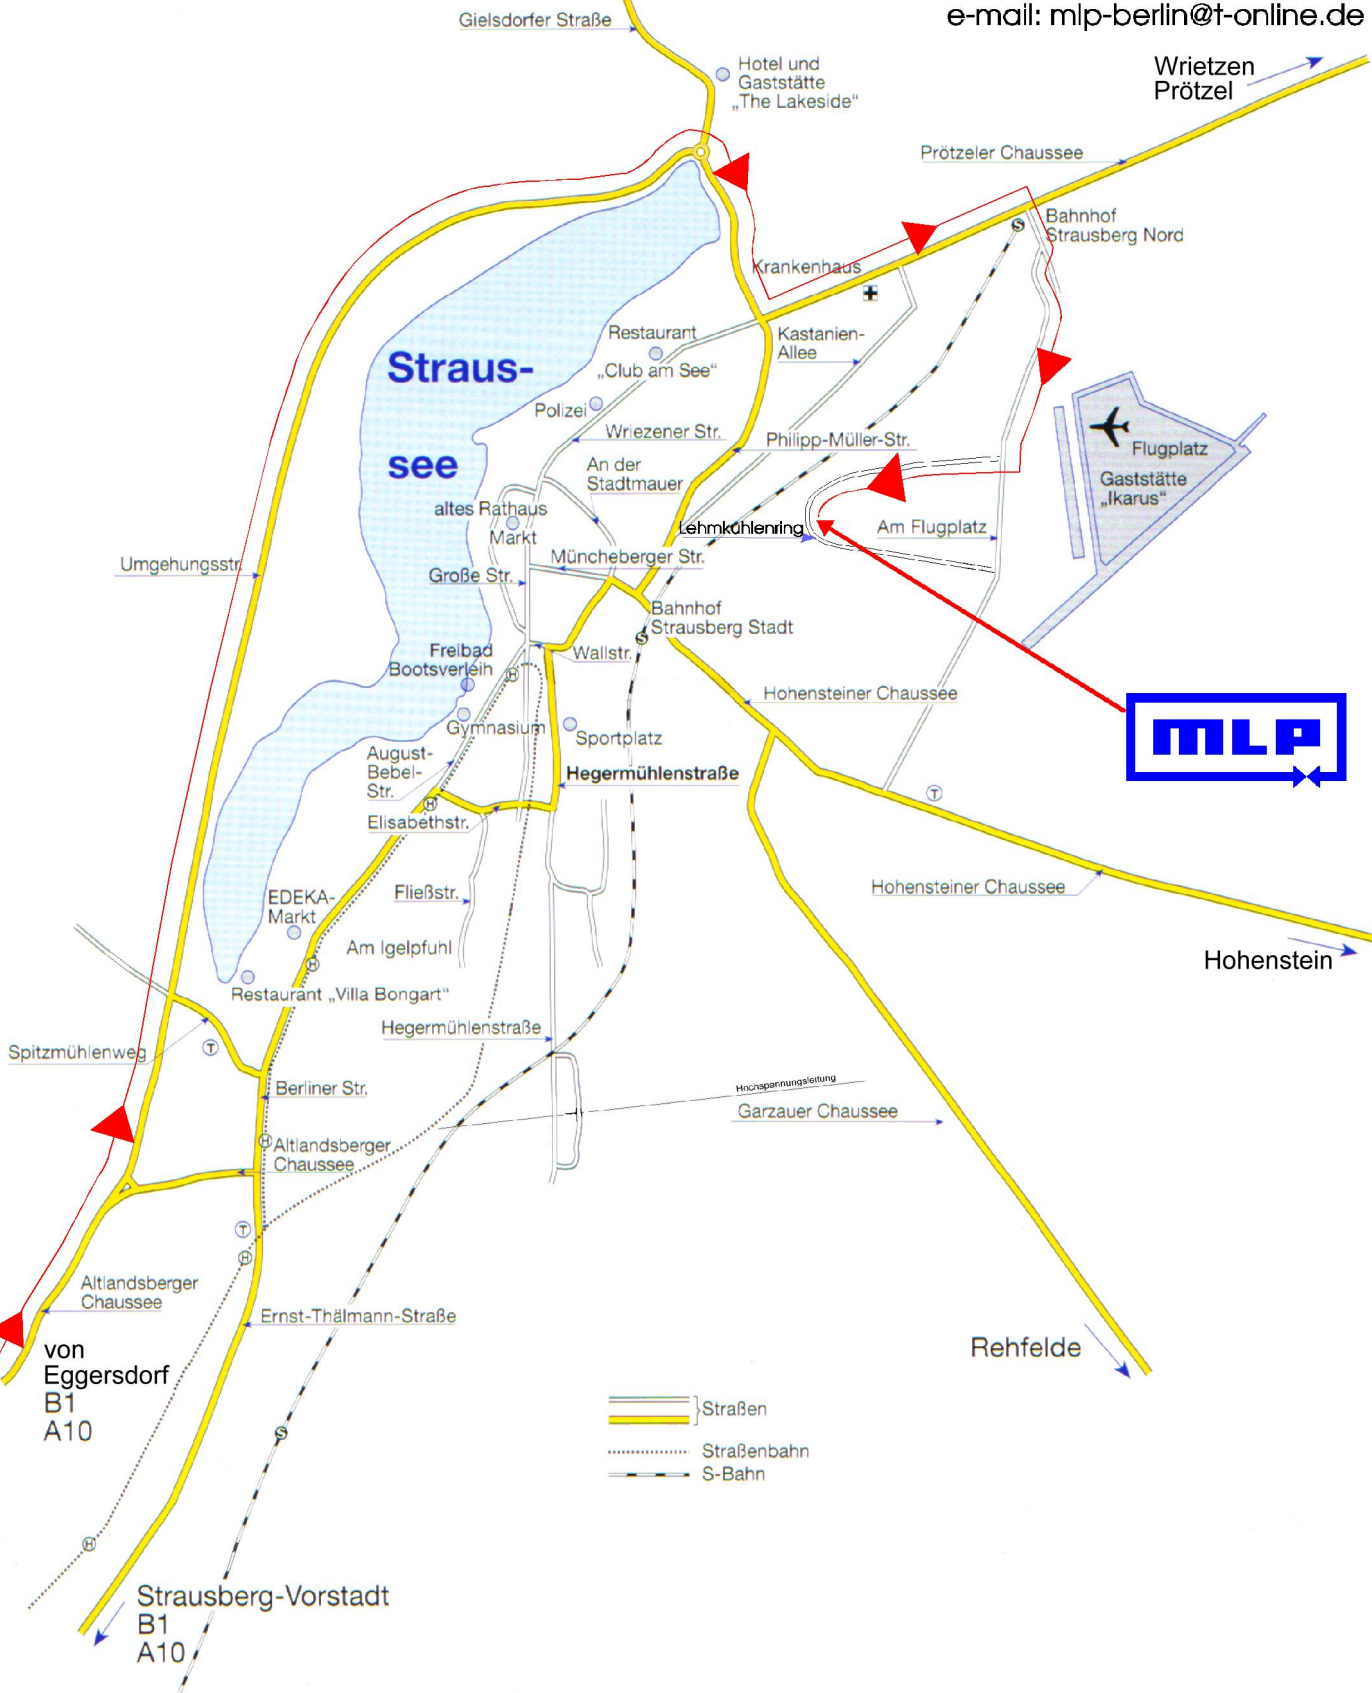 e-mail: mlp-berlin@t-online.de
Gielsdorfer Straße
Hotel und
Gaststätte
„The Lakeside“
Wrietzen
Prötzel
Prötzeler Chaussee
Bahnhof
Strausberg Nord
Krankenhaus
Restaurant
„Club am See“
Kastanien-
Allee
Straus-
see
Polizei
Wriezener Str.
Philipp-Müller-Str.
Flugplatz
Gaststätte
„Ikarus“
An der
Stadtmauer
altes Rathaus
Markt
Lehmkühlenring
Am Flugplatz
Umgehungsstr.
Müncheberger Str.
Große Str.
Bahnhof
Strausberg Stadt
S
S
Freibad
Bootsverleih
Wallstr.
H
Hohensteiner Chaussee
Gymnasium
Sportplatz
MLP
August-
Bebel-
Str.
Hegermühlenstraße
H
T
Elisabethstr.
Hohensteiner Chaussee
EDEKA-
Markt
Fließstr.
Am Igelpfuhl
H
Hohenstein
Restaurant „Villa Bongart“
Hegermühlenstraße
Spitzmühlenweg
T
Berliner Str.
Hochspannungsleitung
Garzauer Chaussee
H
Altlandsberger
Chaussee
T
H
Altlandsberger
Chaussee
Ernst-Thälmann-Straße
von
Eggersdorf
B1
A10
Rehfelde
Straßen
Straßenbahn
S-Bahn
S
H
Strausberg-Vorstadt
B1
A10